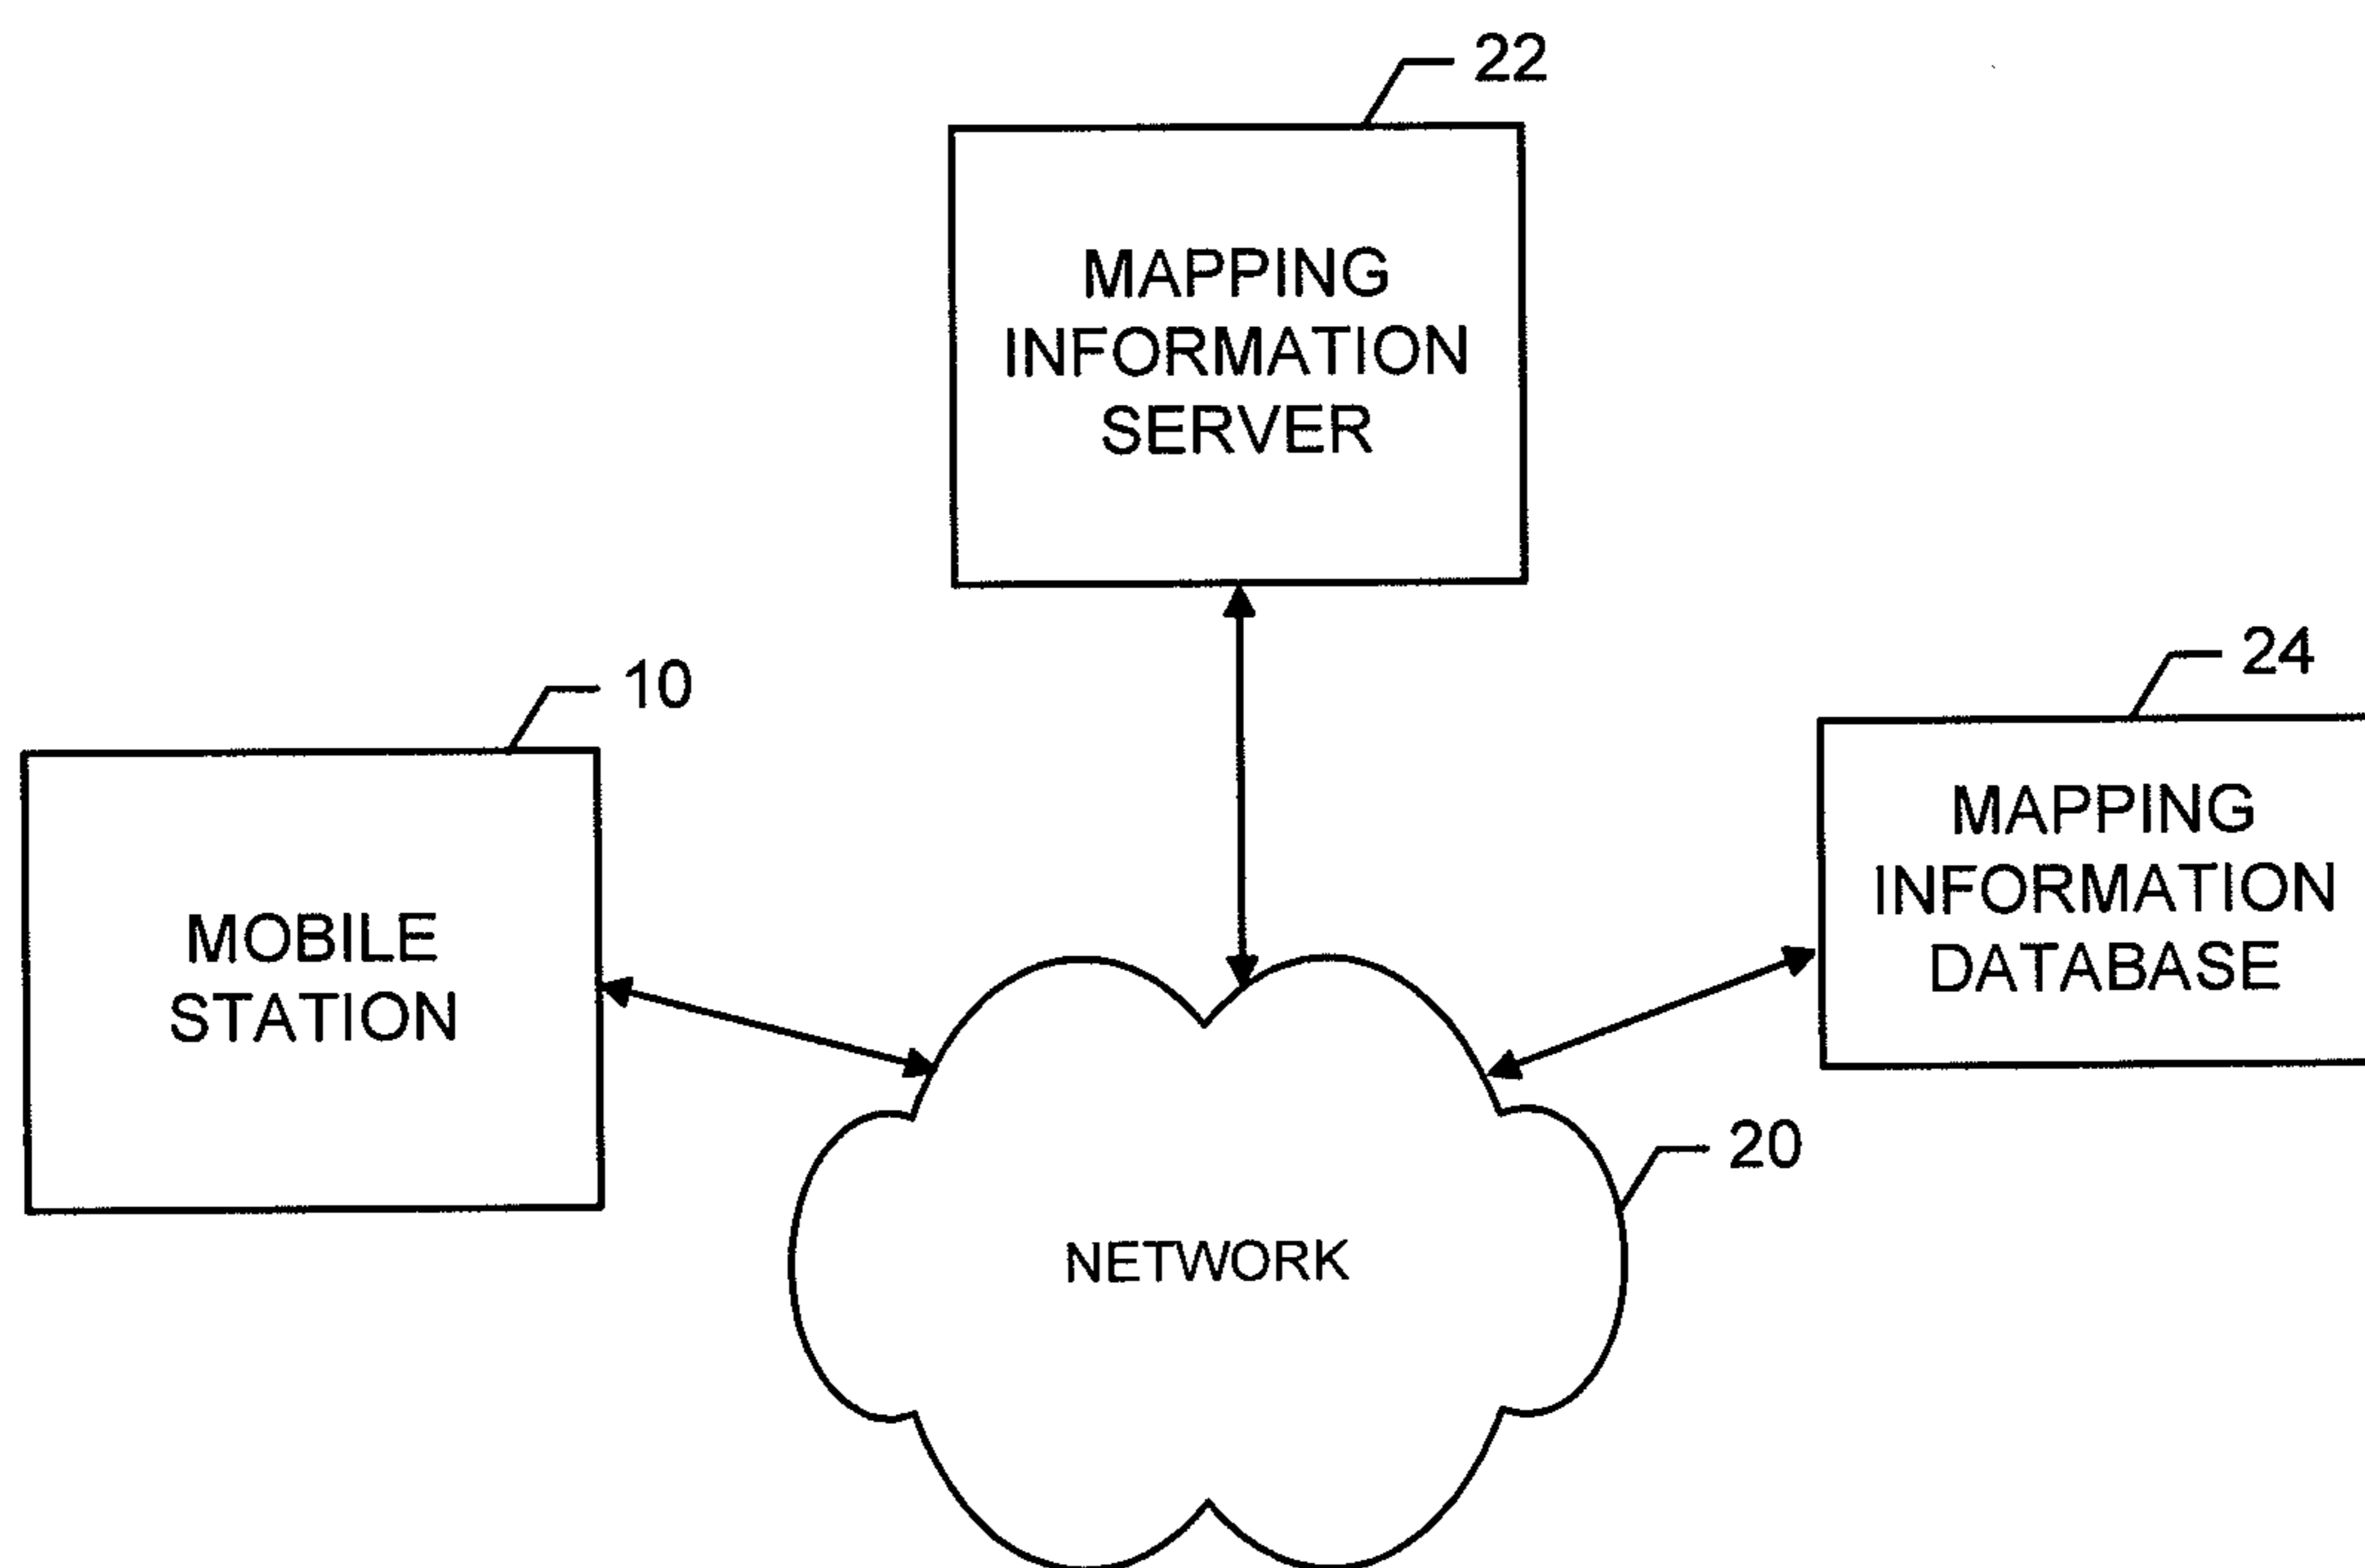 22
MAPPING
INFORMATION
SERVER
10
MOBILE
STATION
24
MAPPING
INFORMATION
DATABASE
20
NETWORK